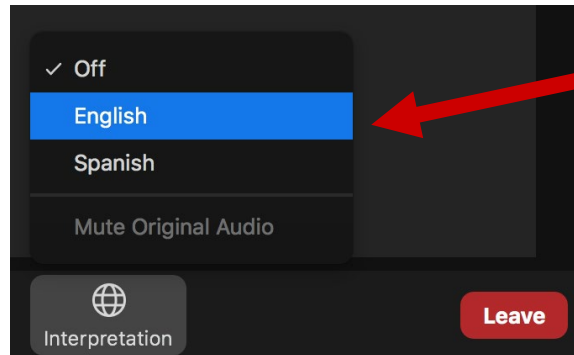 ✓ Off
English
Spanish
Mute Original Audio
Interpretation
Leave